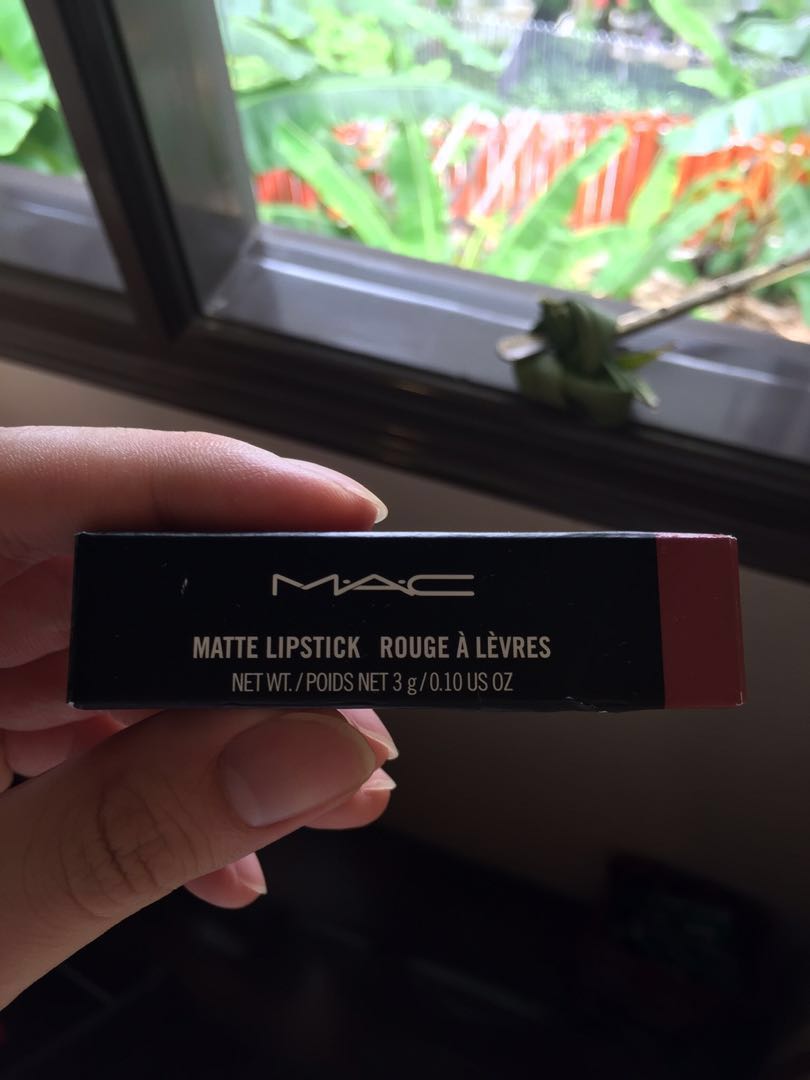 M·A·C
MATTE LIPSTICK ROUGE À LÈVRES
NET WT. / POIDS NET 3 g / 0.10 US OZ